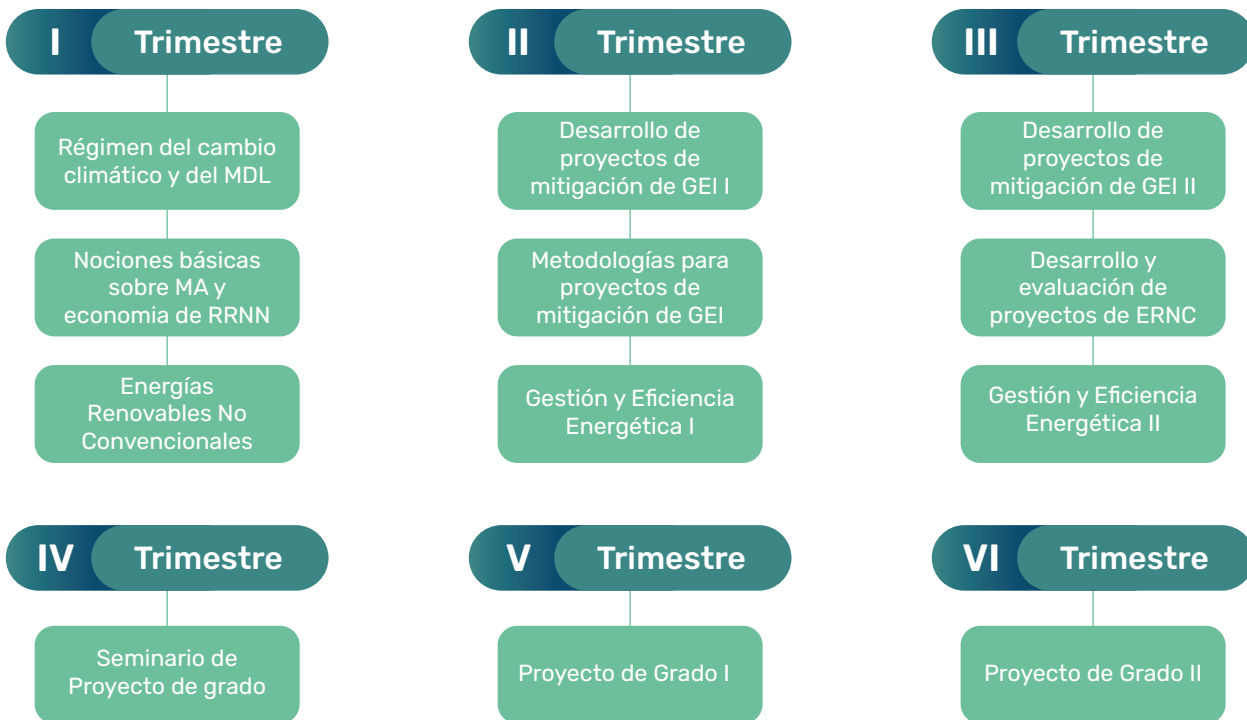 I Trimestre
Régimen del cambio
climático y del MDL
Nociones básicas
sobre MA y
economia de RRNN
Energías
Renovables No
Convencionales
II Trimestre
Desarrollo de
proyectos de
mitigación de GEI I
Metodologías para
proyectos de
mitigación de GEI
Gestión y Eficiencia
Energética I
III Trimestre
Desarrollo de
proyectos de
mitigación de GEI II
Desarrollo y
evaluación de
proyectos de ERNC
Gestión y Eficiencia
Energética II
IV Trimestre
Seminario de
Proyecto de grado
V Trimestre
Proyecto de Grado I
VI Trimestre
Proyecto de Grado II